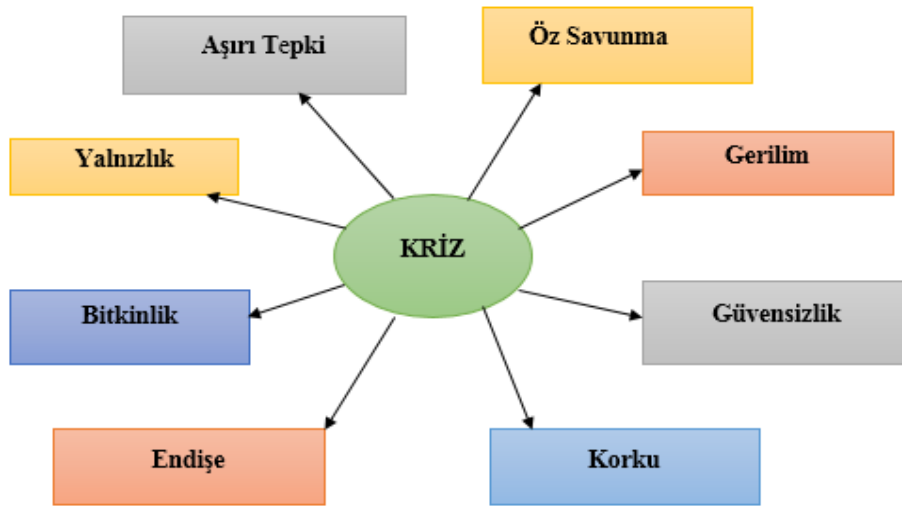 Aşırı Tepki
Öz Savunma
Yalnızlık
Gerilim
KRİZ
Bitkinlik
Güvensizlik
Endişe
Korku